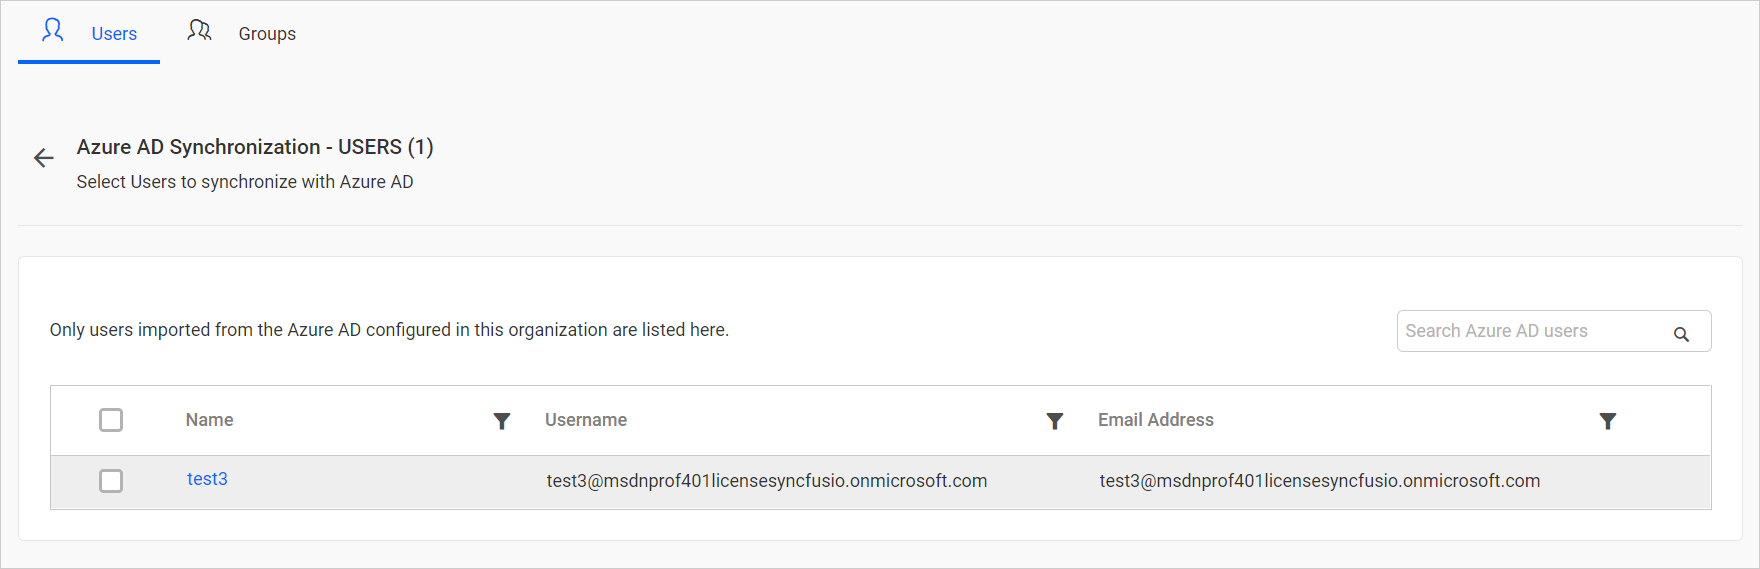 Users Groups
Azure AD Synchronization - USERS (1)
Select Users to synchronize with Azure AD
Only users imported from the Azure AD configured in this organization are listed here.
Search Azure AD users
Name Username Email Address
test3 test3@msdnprof401licensesyncfusio.onmicrosoft.com test3@msdnprof401licensesyncfusio.onmicrosoft.com